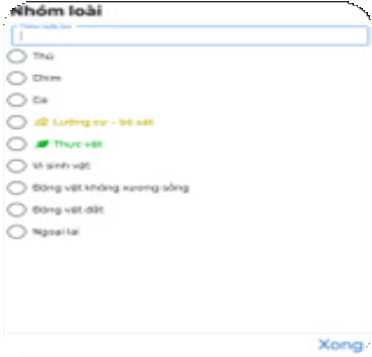 Nhóm loài
Thú
Chim
Cá
Lưỡng cư - bò sát
Thực vật
Vi sinh vật
Động vật không xương sống
Động vật đất
Ngoại lai
Xong